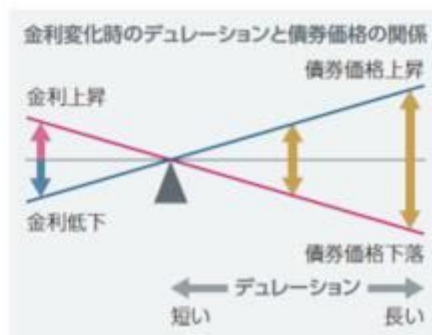 金利変化時のデュレーションと債券価格の関係
債券価格上昇
金利上昇
金利低下
債券価格下落
デュレーション
短い
長い